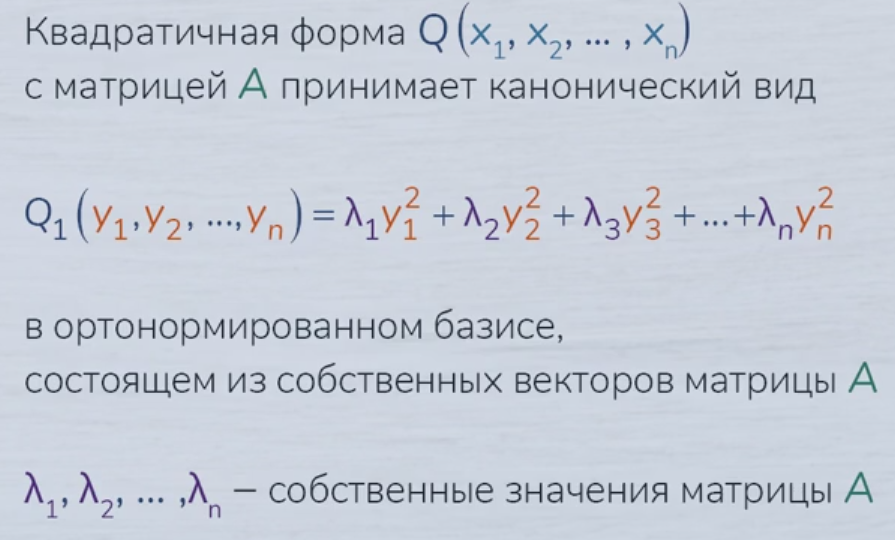 Квадратичная форма Q(x₁, x₂, ... , xₙ)
с матрицей A принимает канонический вид
Q₁(y₁,y₂, ...,yₙ) = λ₁y₁² + λ₂y₂² + λ₃y₃² + ... + λₙyₙ²
в ортонормированном базисе,
состоящем из собственных векторов матрицы A
λ₁, λ₂, ... ,λₙ – собственные значения матрицы A